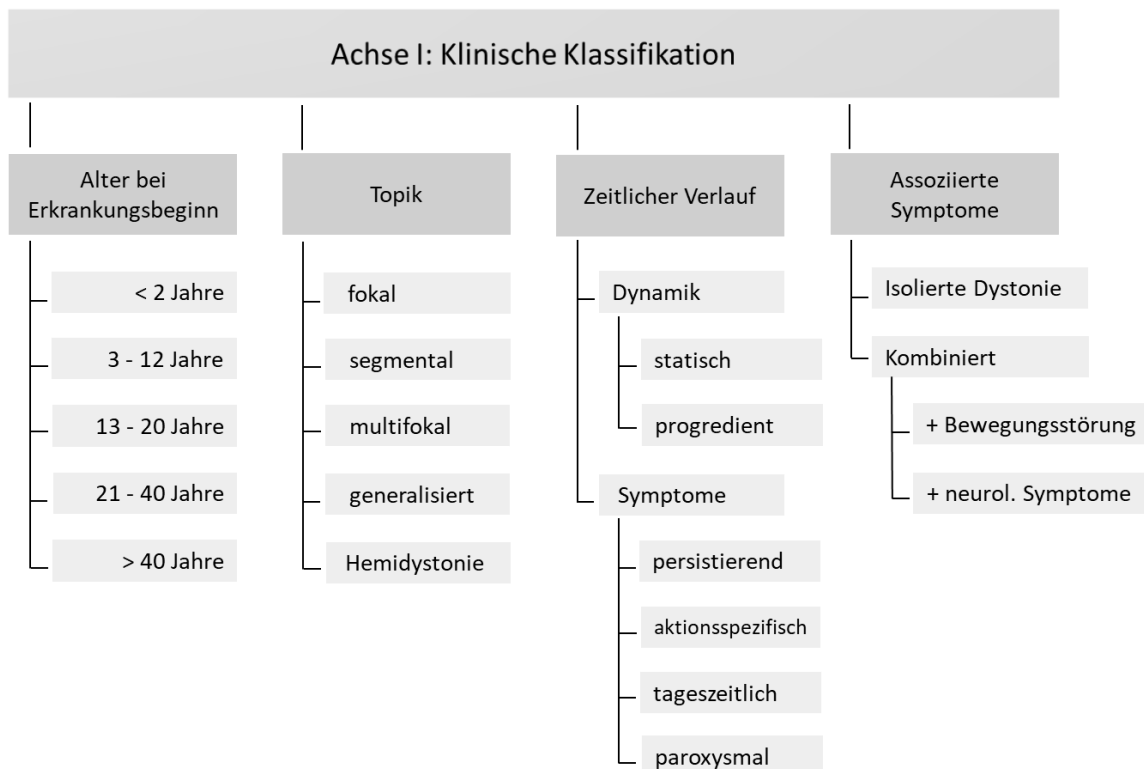 Achse I: Klinische Klassifikation
Alter bei
Erkrankungsbeginn
< 2 Jahre
3 - 12 Jahre
13 - 20 Jahre
21 - 40 Jahre
> 40 Jahre
Topik
fokal
segmental
multifokal
generalisiert
Hemidystonie
Zeitlicher Verlauf
Dynamik
statisch
progredient
Symptome
persistierend
aktionsspezifisch
tageszeitlich
paroxysmal
Assoziierte
Symptome
Isolierte Dystonie
Kombiniert
+ Bewegungsstörung
+ neurol. Symptome